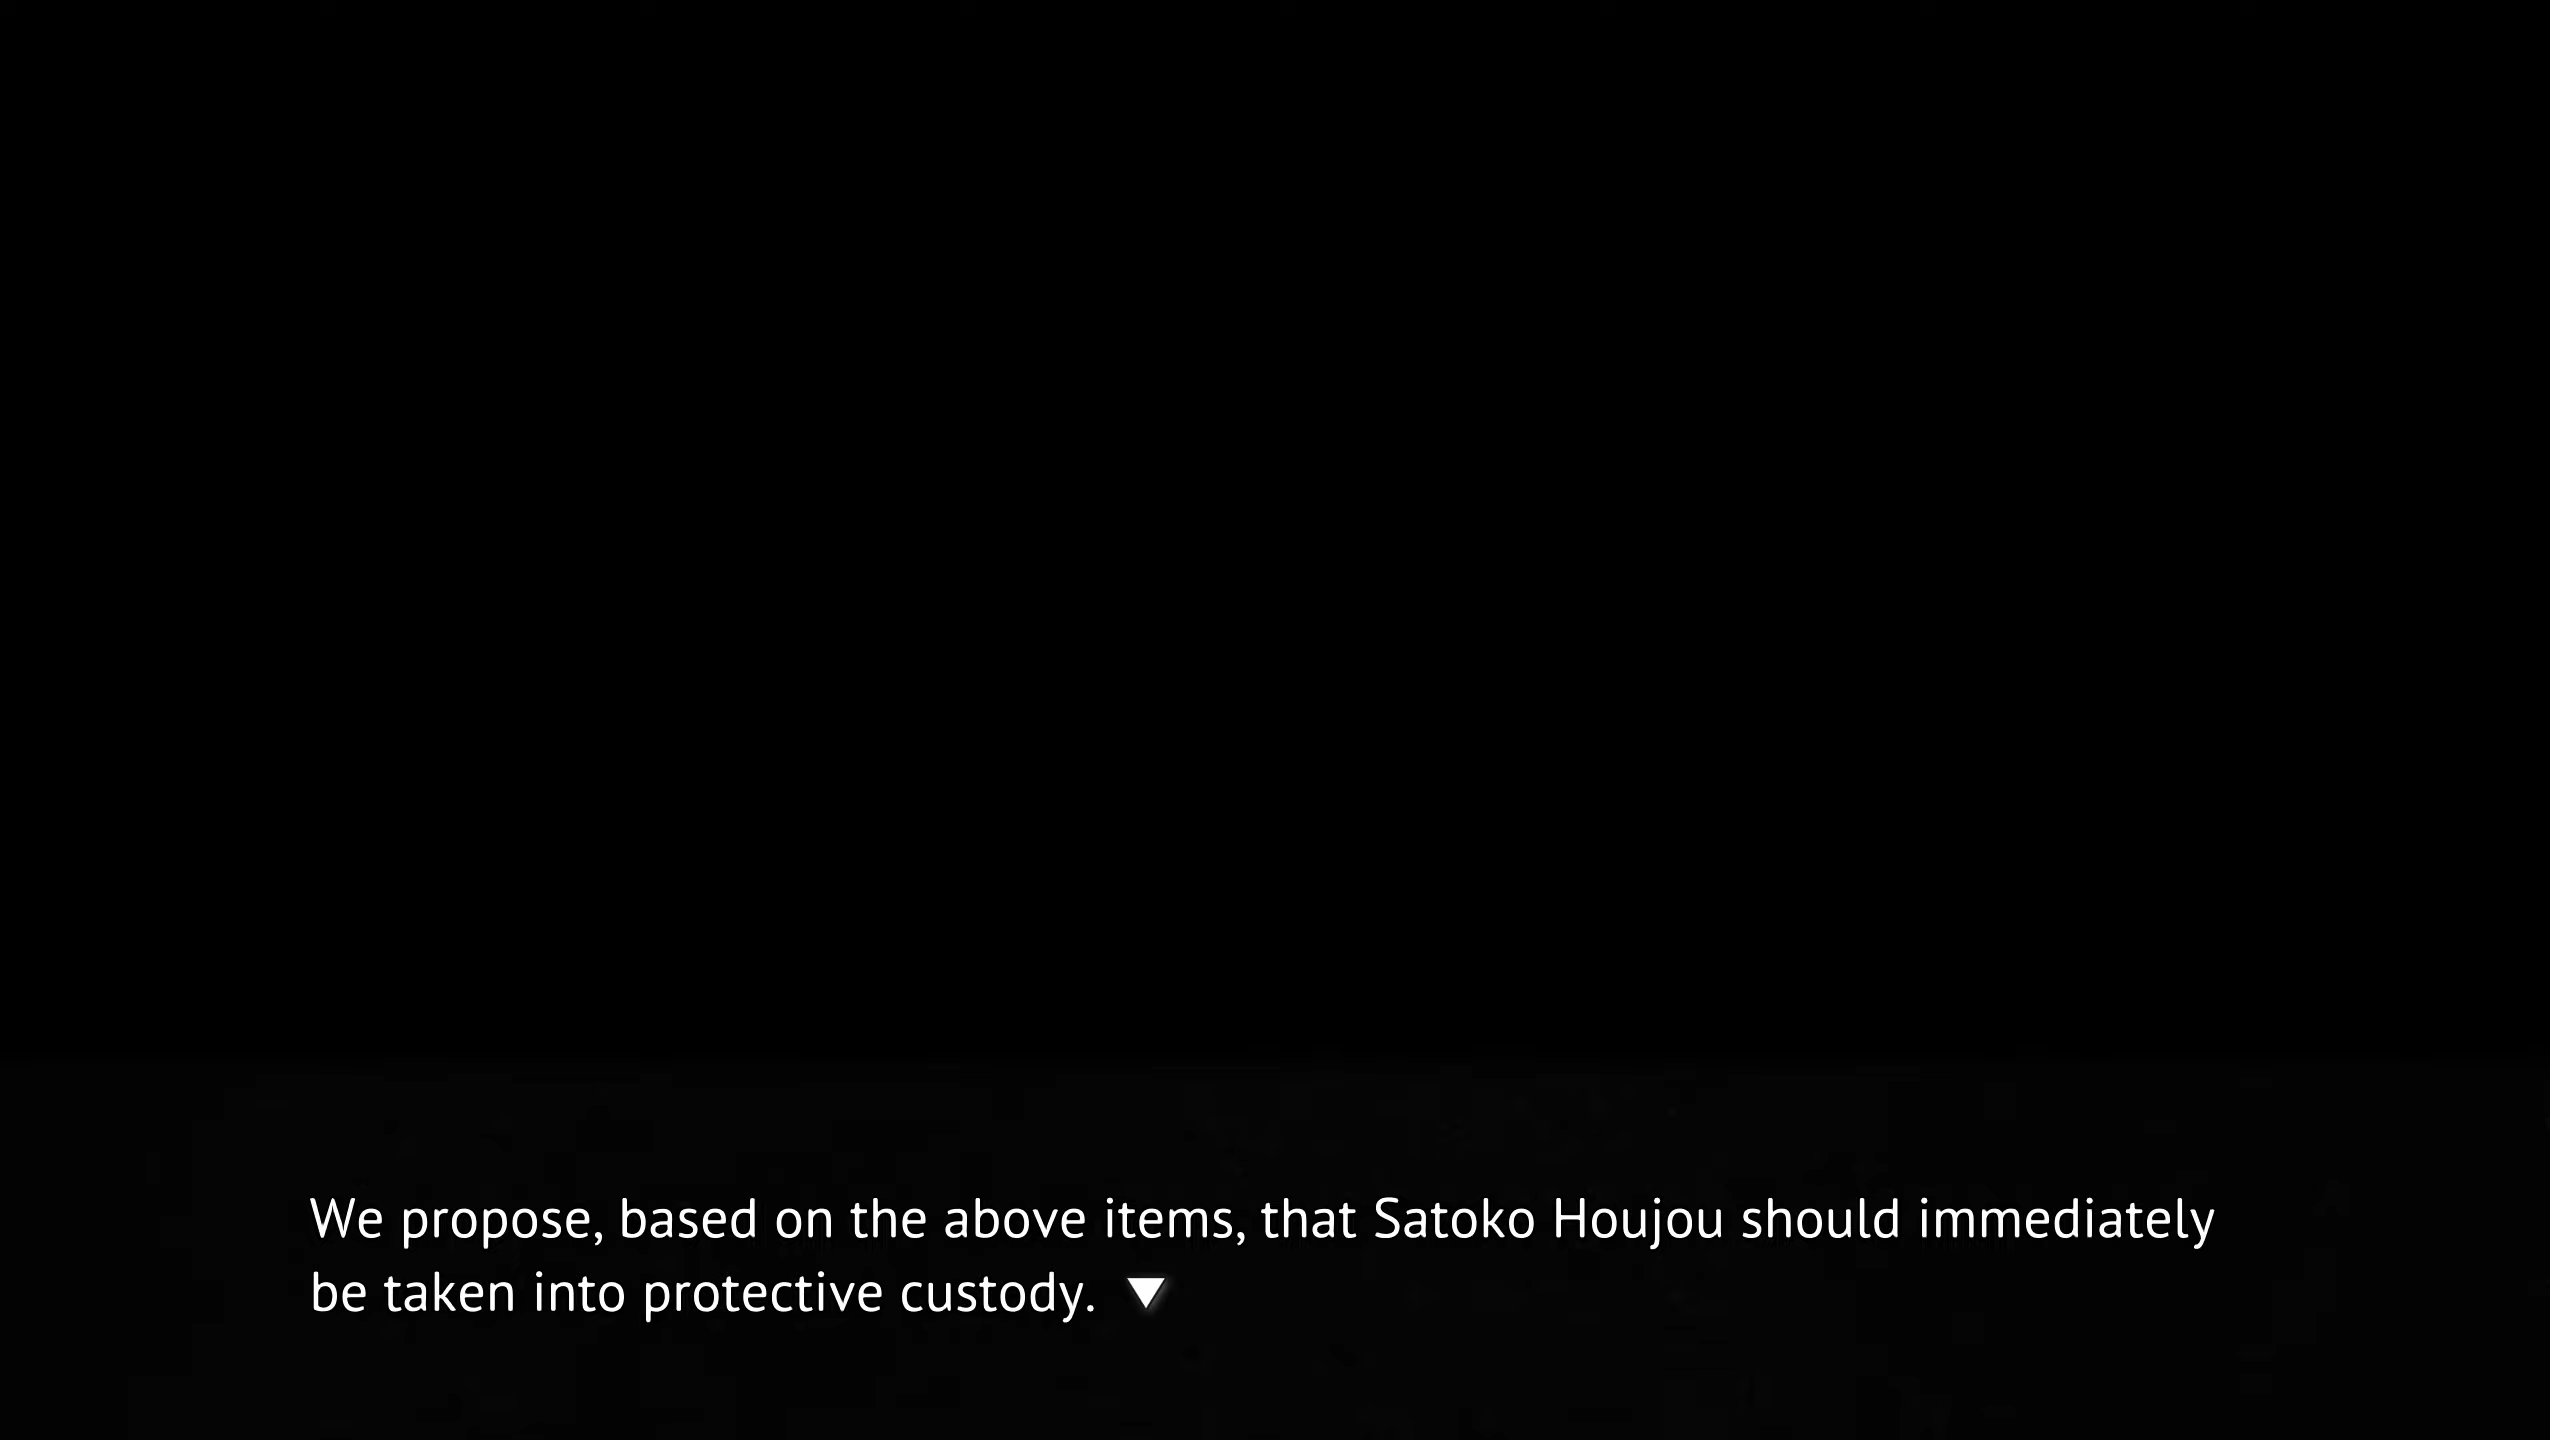 We propose, based on the above items, that Satoko Houjou should immediately
be taken into protective custody.